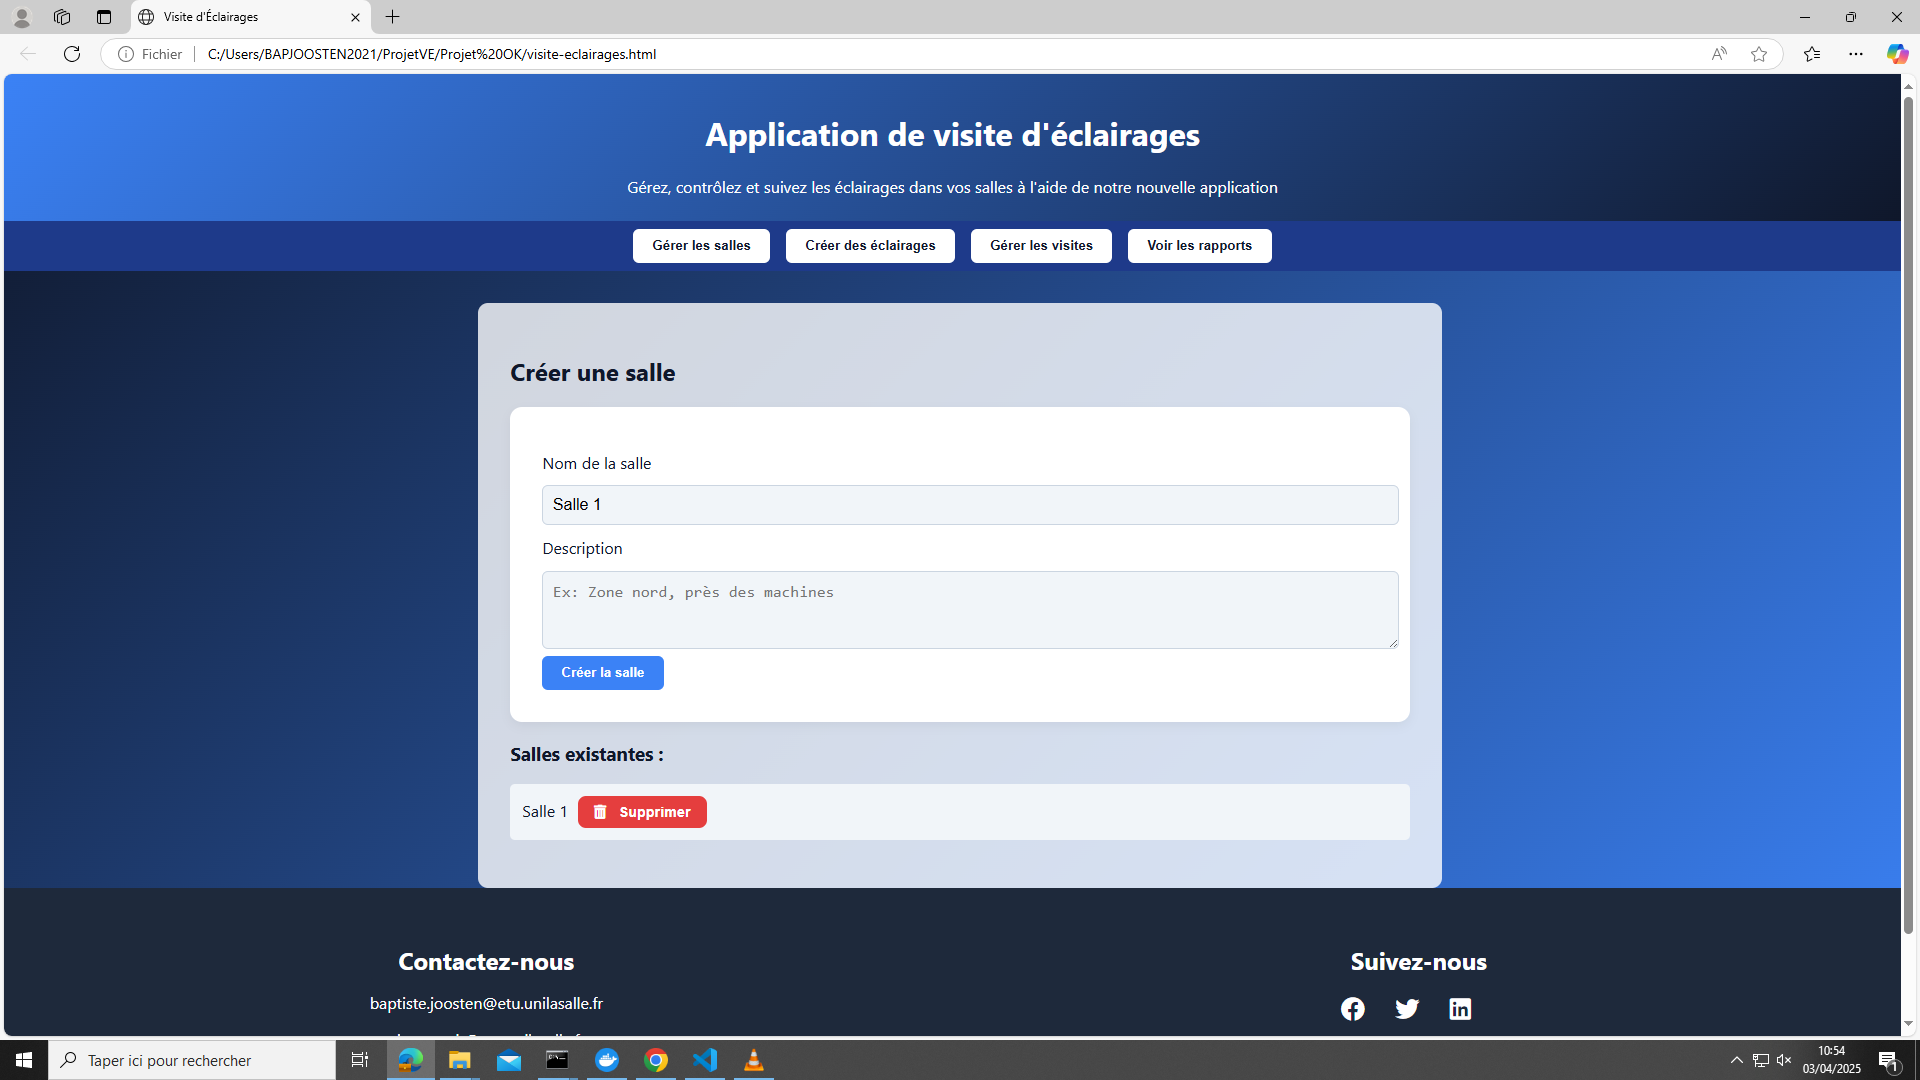 Visite d'Éclairages
Fichier
C:/Users/BAPJOOSTEN2021/ProjetVE/Projet%20OK/visite-eclairages.html
Application de visite d'éclairages
Gérez, contrôlez et suivez les éclairages dans vos salles à l'aide de notre nouvelle application
Gérer les salles
Créer des éclairages
Gérer les visites
Voir les rapports
Créer une salle
Nom de la salle
Salle 1
Description
Ex: Zone nord, près des machines
Créer la salle
Salles existantes :
Salle 1
Supprimer
Contactez-nous
Suivez-nous
baptiste.joosten@etu.unilasalle.fr
Taper ici pour rechercher
10:54
03/04/2025
1